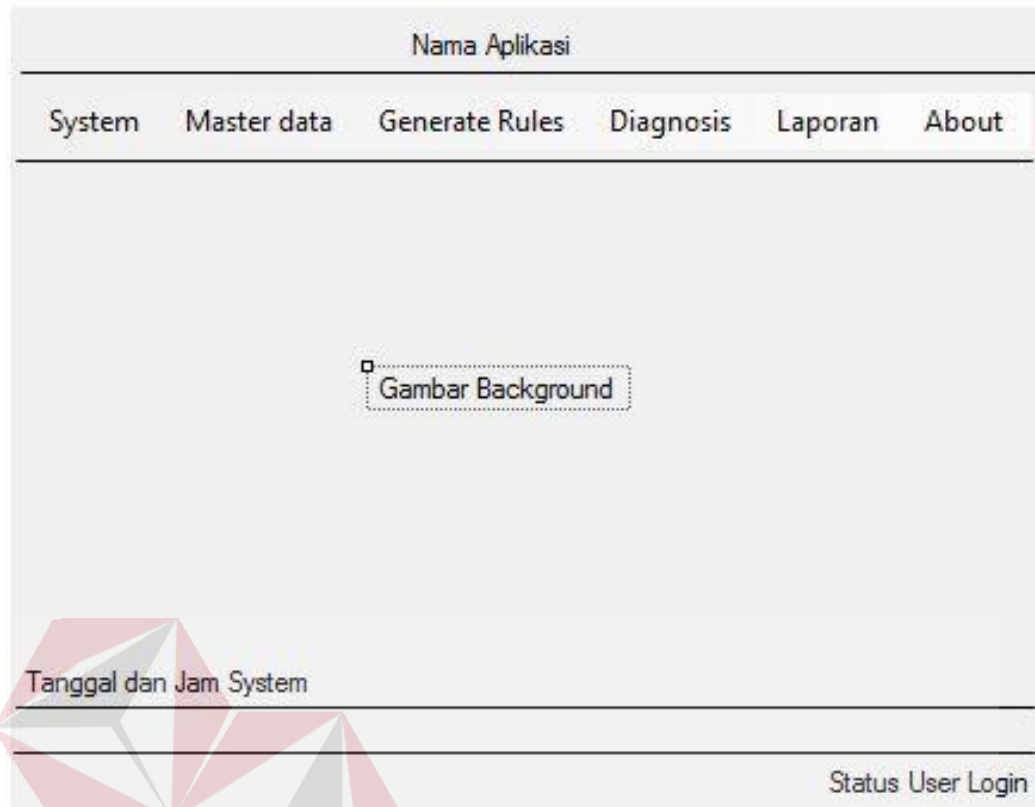 Nama Aplikasi
System Master data Generate Rules Diagnosis Laporan About
Gambar Background
Tanggal dan Jam System
Status User Login